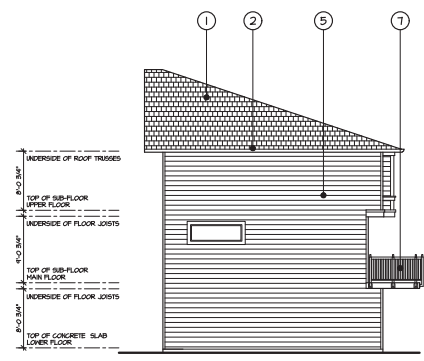 1 2 5 7
UNDERSIDE OF ROOF TRUSSES
8'-0 3/4"
TOP OF SUB-FLOOR
UPPER FLOOR
UNDERSIDE OF FLOOR JOISTS
9'-0 3/4"
TOP OF SUB-FLOOR
MAIN FLOOR
UNDERSIDE OF FLOOR JOISTS
8'-0 3/4"
TOP OF CONCRETE SLAB
LOWER FLOOR